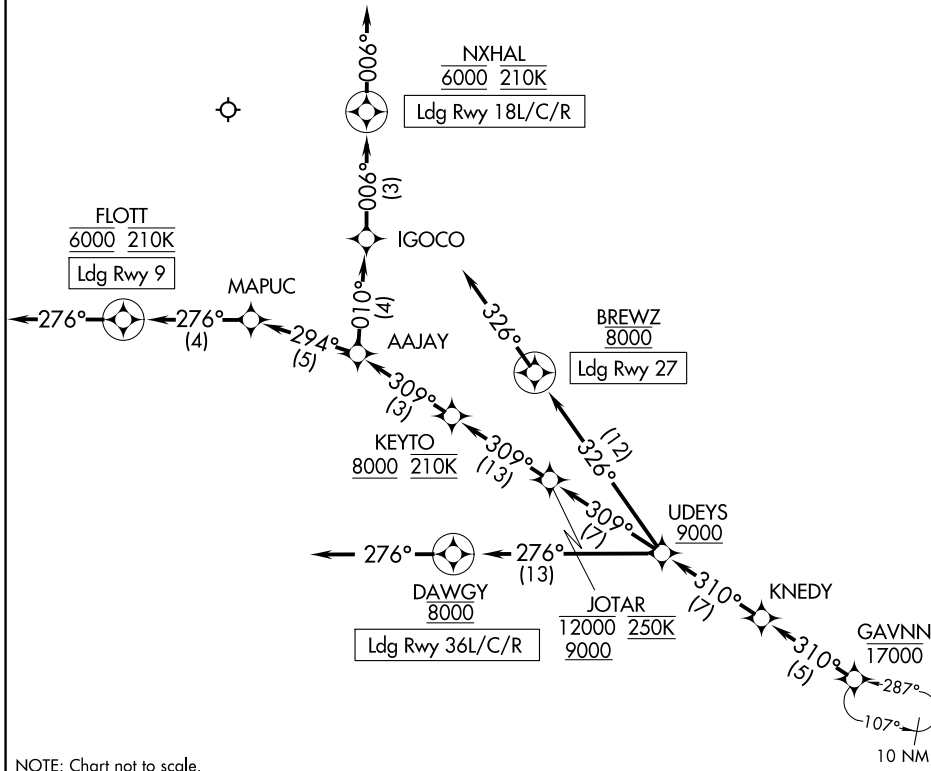 006°
NXHAL
6000 210K
Ldg Rwy 18L/C/R
006°
(3)
FLOTT
6000 210K
Ldg Rwy 9
IGOCO
MAPUC
010°
(4)
326°
BREWZ
8000
Ldg Rwy 27
276°
276°
(4)
294°
(5)
AAJAY
309°
(3)
(12)
326°
KEYTO
8000 210K
309°
(13)
309°
(7)
UDEYS
9000
276°
276°
(13)
DAWGY
8000
Ldg Rwy 36L/C/R
JOTAR
12000 250K
9000
310°
(7)
KNEDY
310°
(5)
GAVNN
17000
287°
107°
10 NM
NOTE: Chart not to scale.